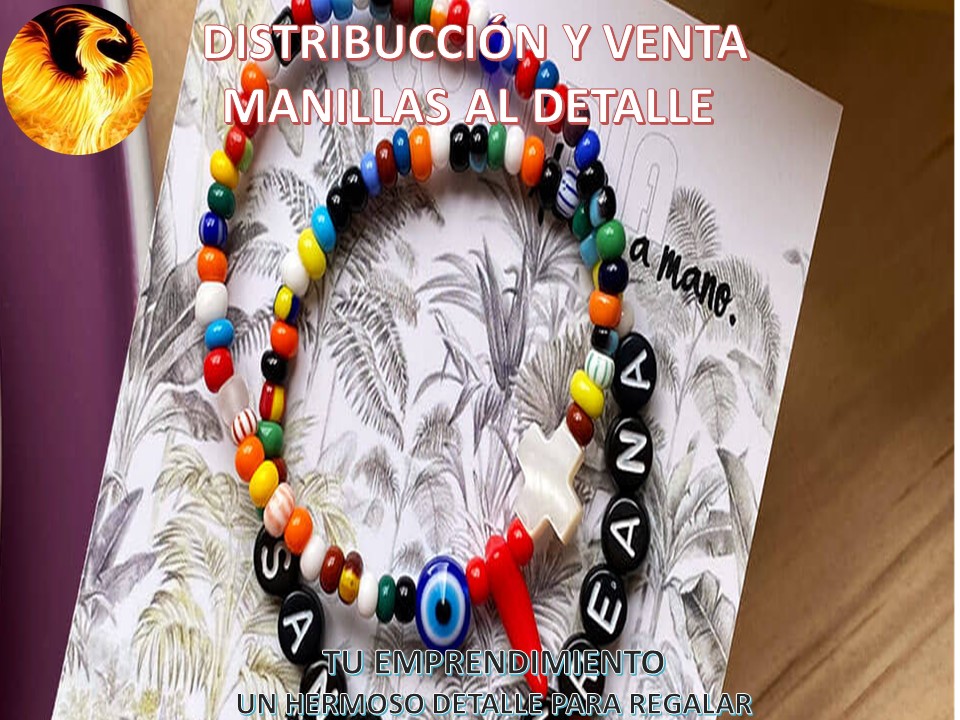 DISTRIBUCCIÓN Y VENTA
MANILLAS AL DETALLE
a mano.
TU EMPRENDIMIENTO
UN HERMOSO DETALLE PARA REGALAR